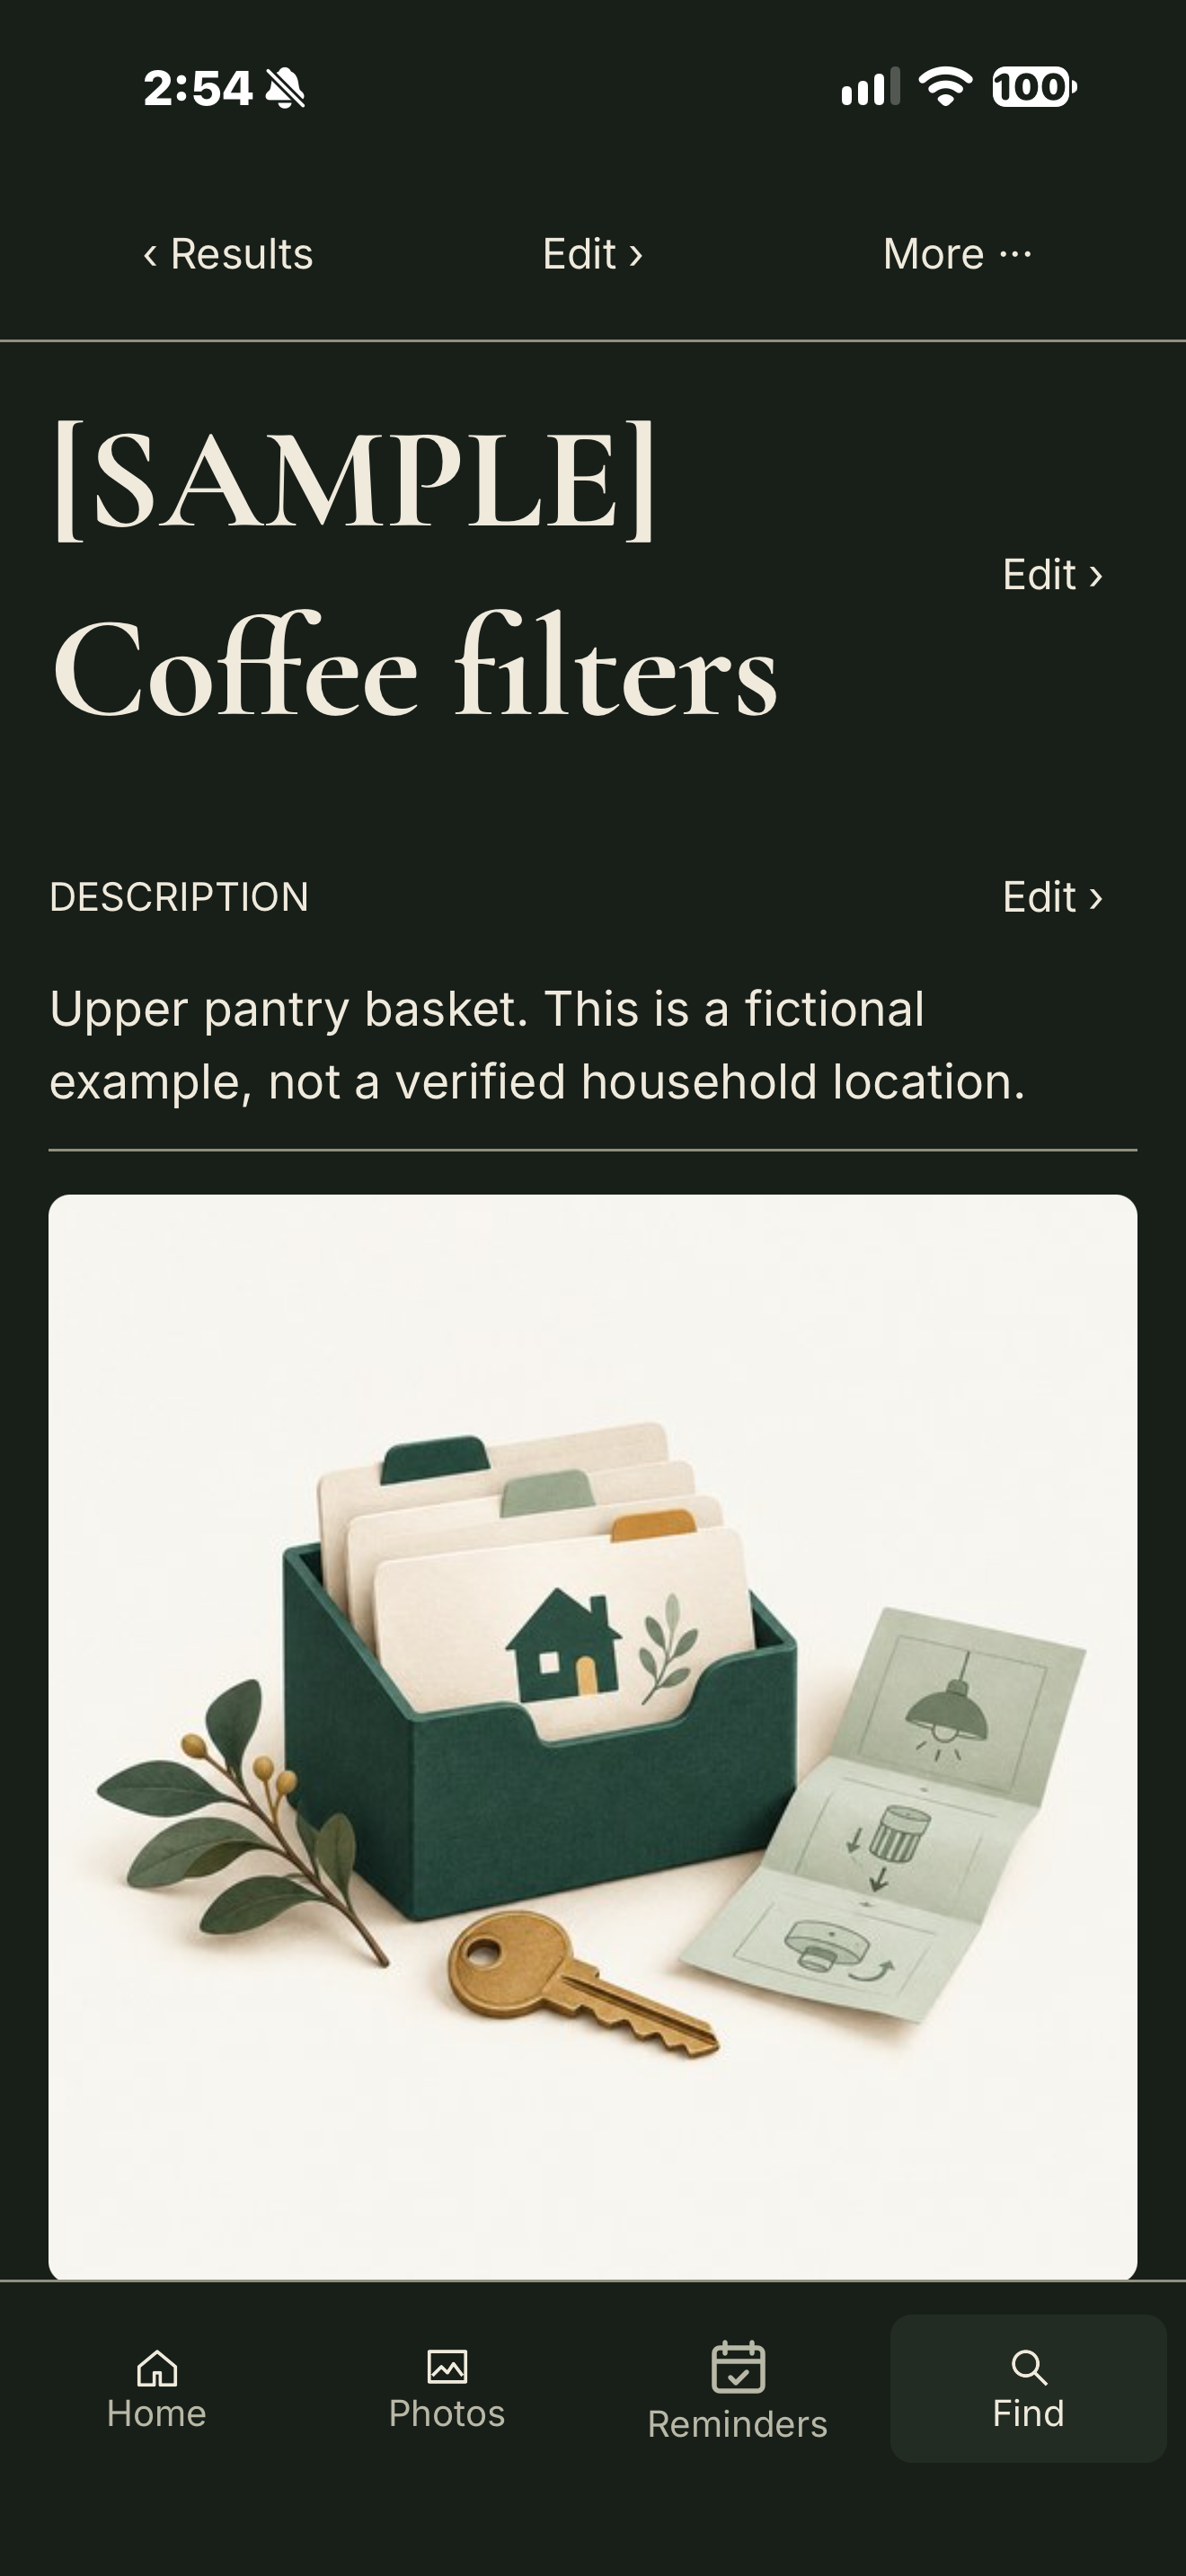 2:54
100
‹ Results
Edit ›
More ···
[SAMPLE]
Coffee filters
Edit ›
DESCRIPTION
Edit ›
Upper pantry basket. This is a fictional
example, not a verified household location.
Home
Photos
Reminders
Find